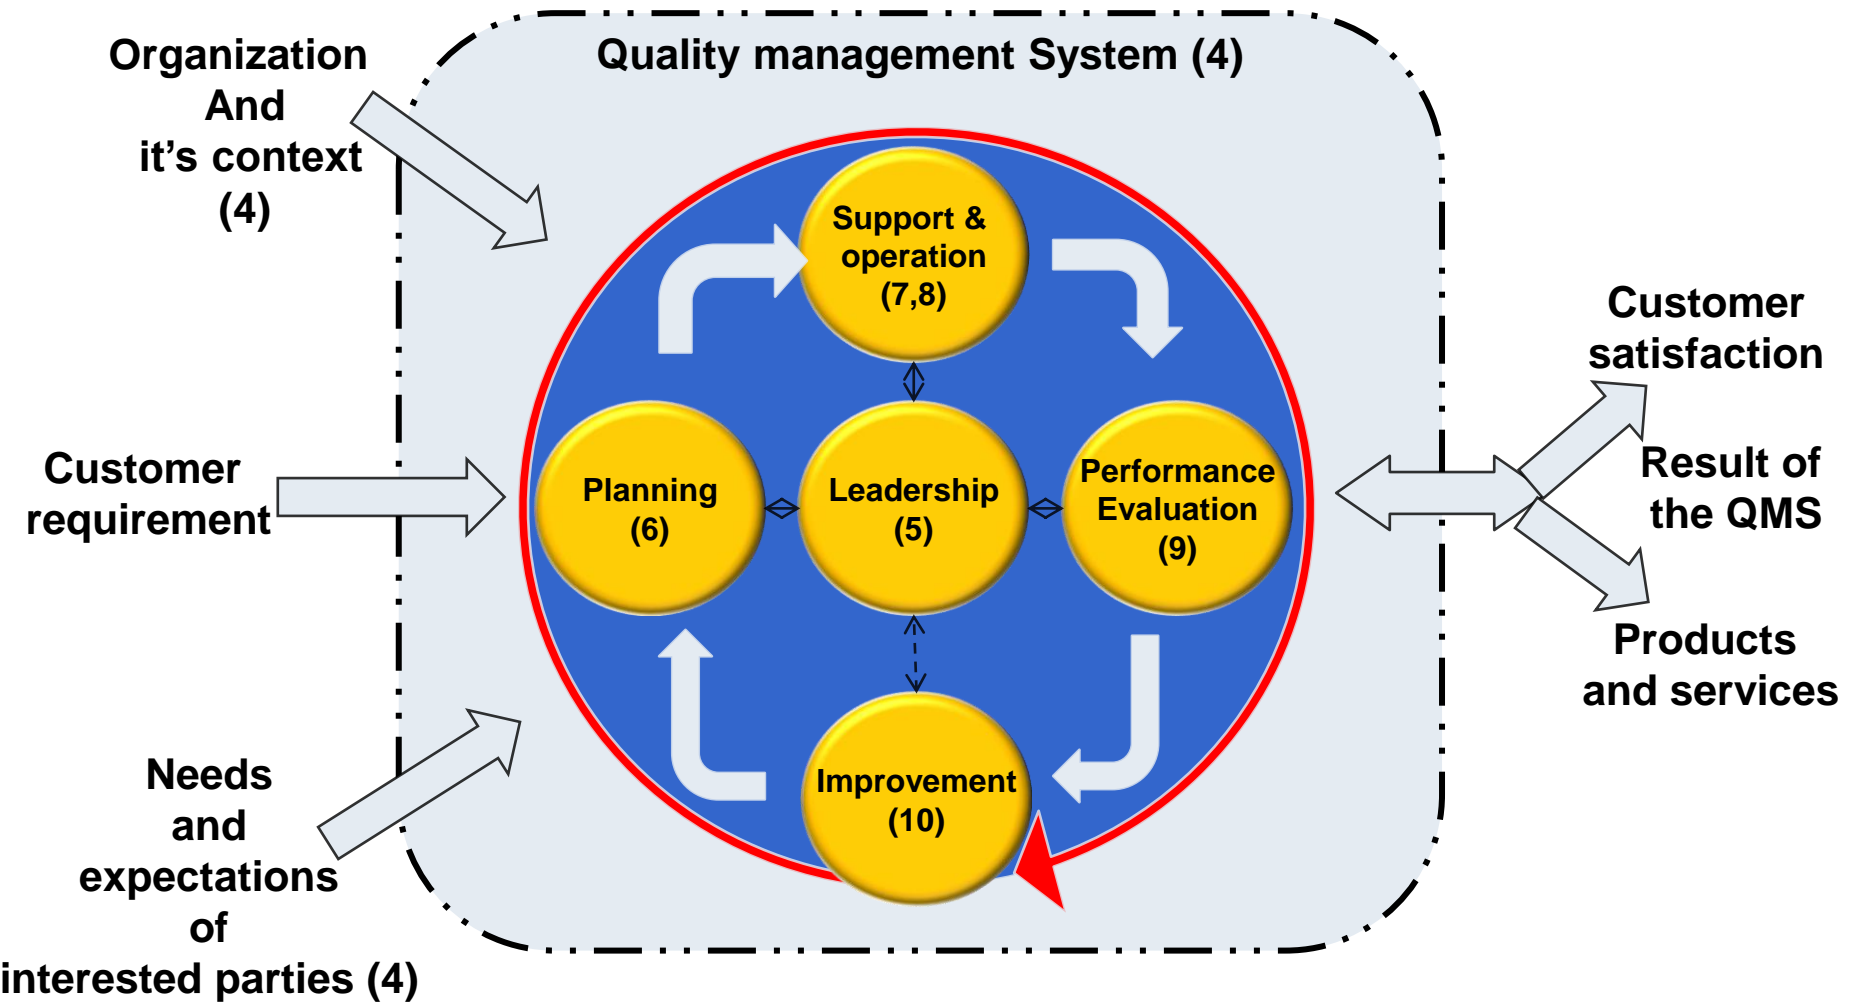 Quality management System (4)
Organization
And
it’s context
(4)
Customer
requirement
Needs
and
expectations
of
interested parties (4)
Support &
operation
(7,8)
Planning
(6)
Leadership
(5)
Performance
Evaluation
(9)
Improvement
(10)
Customer
satisfaction
Result of
the QMS
Products
and services